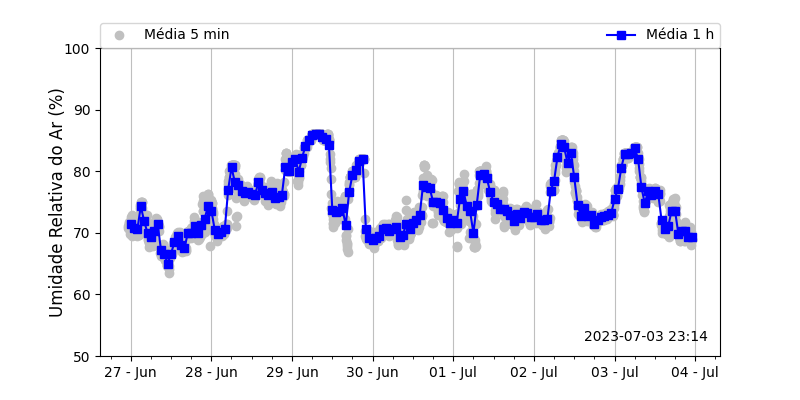 Média 5 min
Média 1 h
Umidade Relativa do Ar (%)
100
90
80
70
60
50
2023-07-03 23:14
27 - Jun
28 - Jun
29 - Jun
30 - Jun
01 - Jul
02 - Jul
03 - Jul
04 - Jul